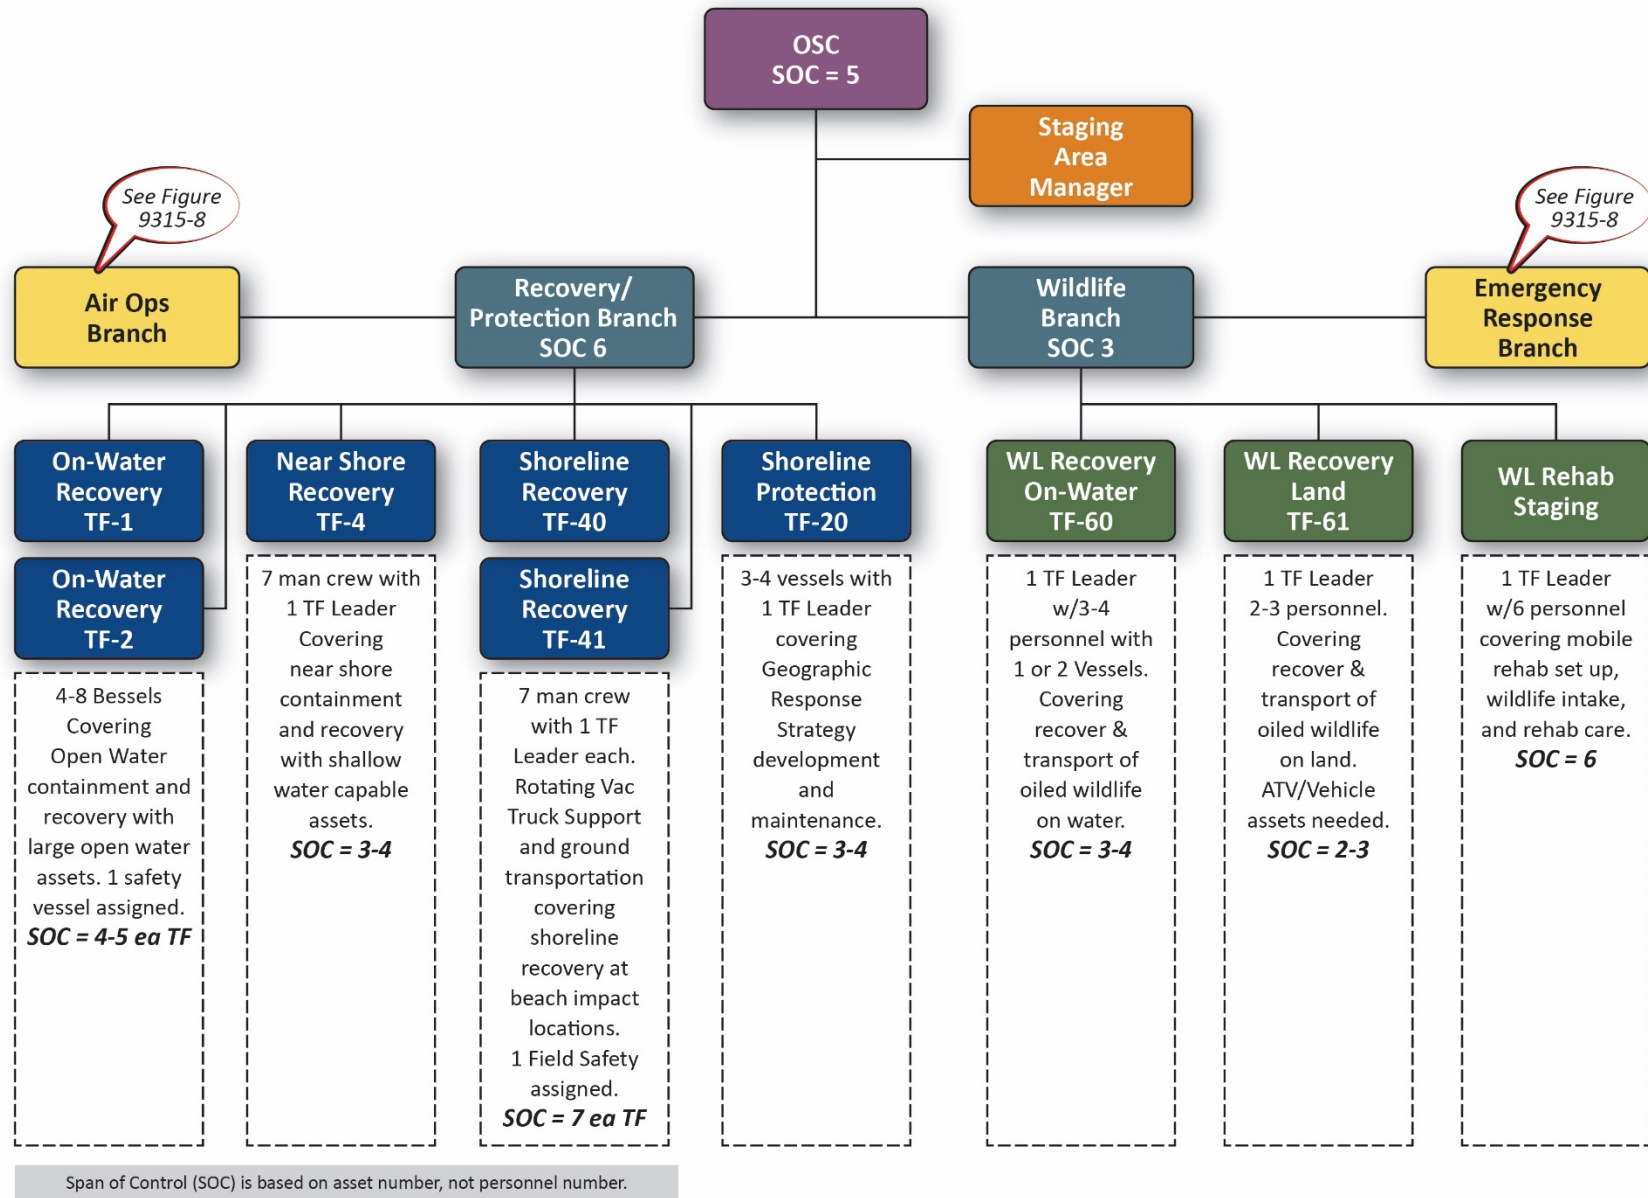 OSC
SOC = 5
Staging
Area
Manager
See Figure
9315-8
See Figure
9315-8
Air Ops
Branch
Recovery/
Protection Branch
SOC 6
Wildlife
Branch
SOC 3
Emergency
Response
Branch
On-Water
Recovery
TF-1
On-Water
Recovery
TF-2
4-8 Bessels
Covering
Open Water
containment and
recovery with
large open water
assets. 1 safety
vessel assigned.
SOC = 4-5 ea TF
Near Shore
Recovery
TF-4
7 man crew with
1 TF Leader
Covering
near shore
containment
and recovery
with shallow
water capable
assets.
SOC = 3-4
Shoreline
Recovery
TF-40
Shoreline
Recovery
TF-41
7 man crew
with 1 TF
Leader each.
Rotating Vac
Truck Support
and ground
transportation
covering
shoreline
recovery at
beach impact
locations.
1 Field Safety
assigned.
SOC = 7 ea TF
Shoreline
Protection
TF-20
3-4 vessels with
1 TF Leader
covering
Geographic
Response
Strategy
development
and
maintenance.
SOC = 3-4
WL Recovery
On-Water
TF-60
1 TF Leader
w/3-4
personnel with
1 or 2 Vessels.
Covering
recover &
transport of
oiled wildlife
on water.
SOC = 3-4
WL Recovery
Land
TF-61
1 TF Leader
2-3 personnel.
Covering
recover &
transport of
oiled wildlife
on land.
ATV/Vehicle
assets needed.
SOC = 2-3
WL Rehab
Staging
1 TF Leader
w/6 personnel
covering mobile
rehab set up,
wildlife intake,
and rehab care.
SOC = 6
Span of Control (SOC) is based on asset number, not personnel number.